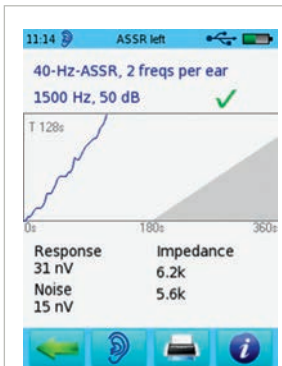 11:14 ASSR left
40-Hz-ASSR, 2 freqs per ear
1500 Hz, 50 dB
T 128s
0s 180s 360s
Response Impedance
31 nV 6.2k
Noise 5.6k
15 nV